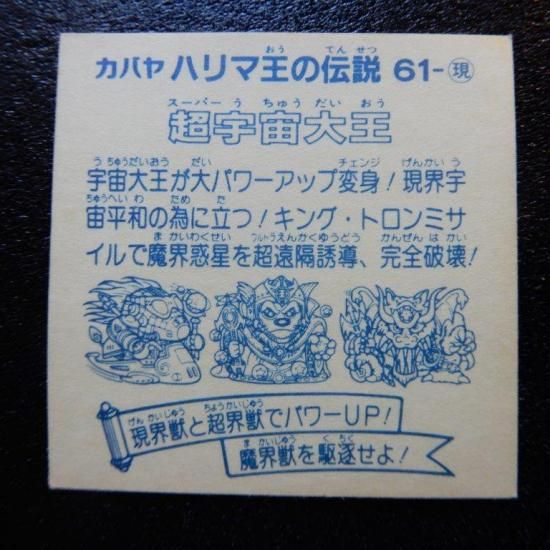 カバヤ ハリマ王の伝説 61-現
おう でんせつ
超宇宙大王
スーパー う ちゅう だい おう
宇宙大王が大パワーアップ変身！現界宇
う ちゅうだいおう だい チェンジ げんかい う
宙平和の為に立つ！キング・トロンミサ
ちゅうへい わ ため た
イルで魔界惑星を超遠隔誘導、完全破壊！
ま かいわくせい ウルトラえんかくゆうどう かんぜん は かい
現界獣と超界獣でパワーUP！
げん かいじゅう ちょうかいじゅう
魔界獣を駆逐せよ！
ま かいじゅう く ちく